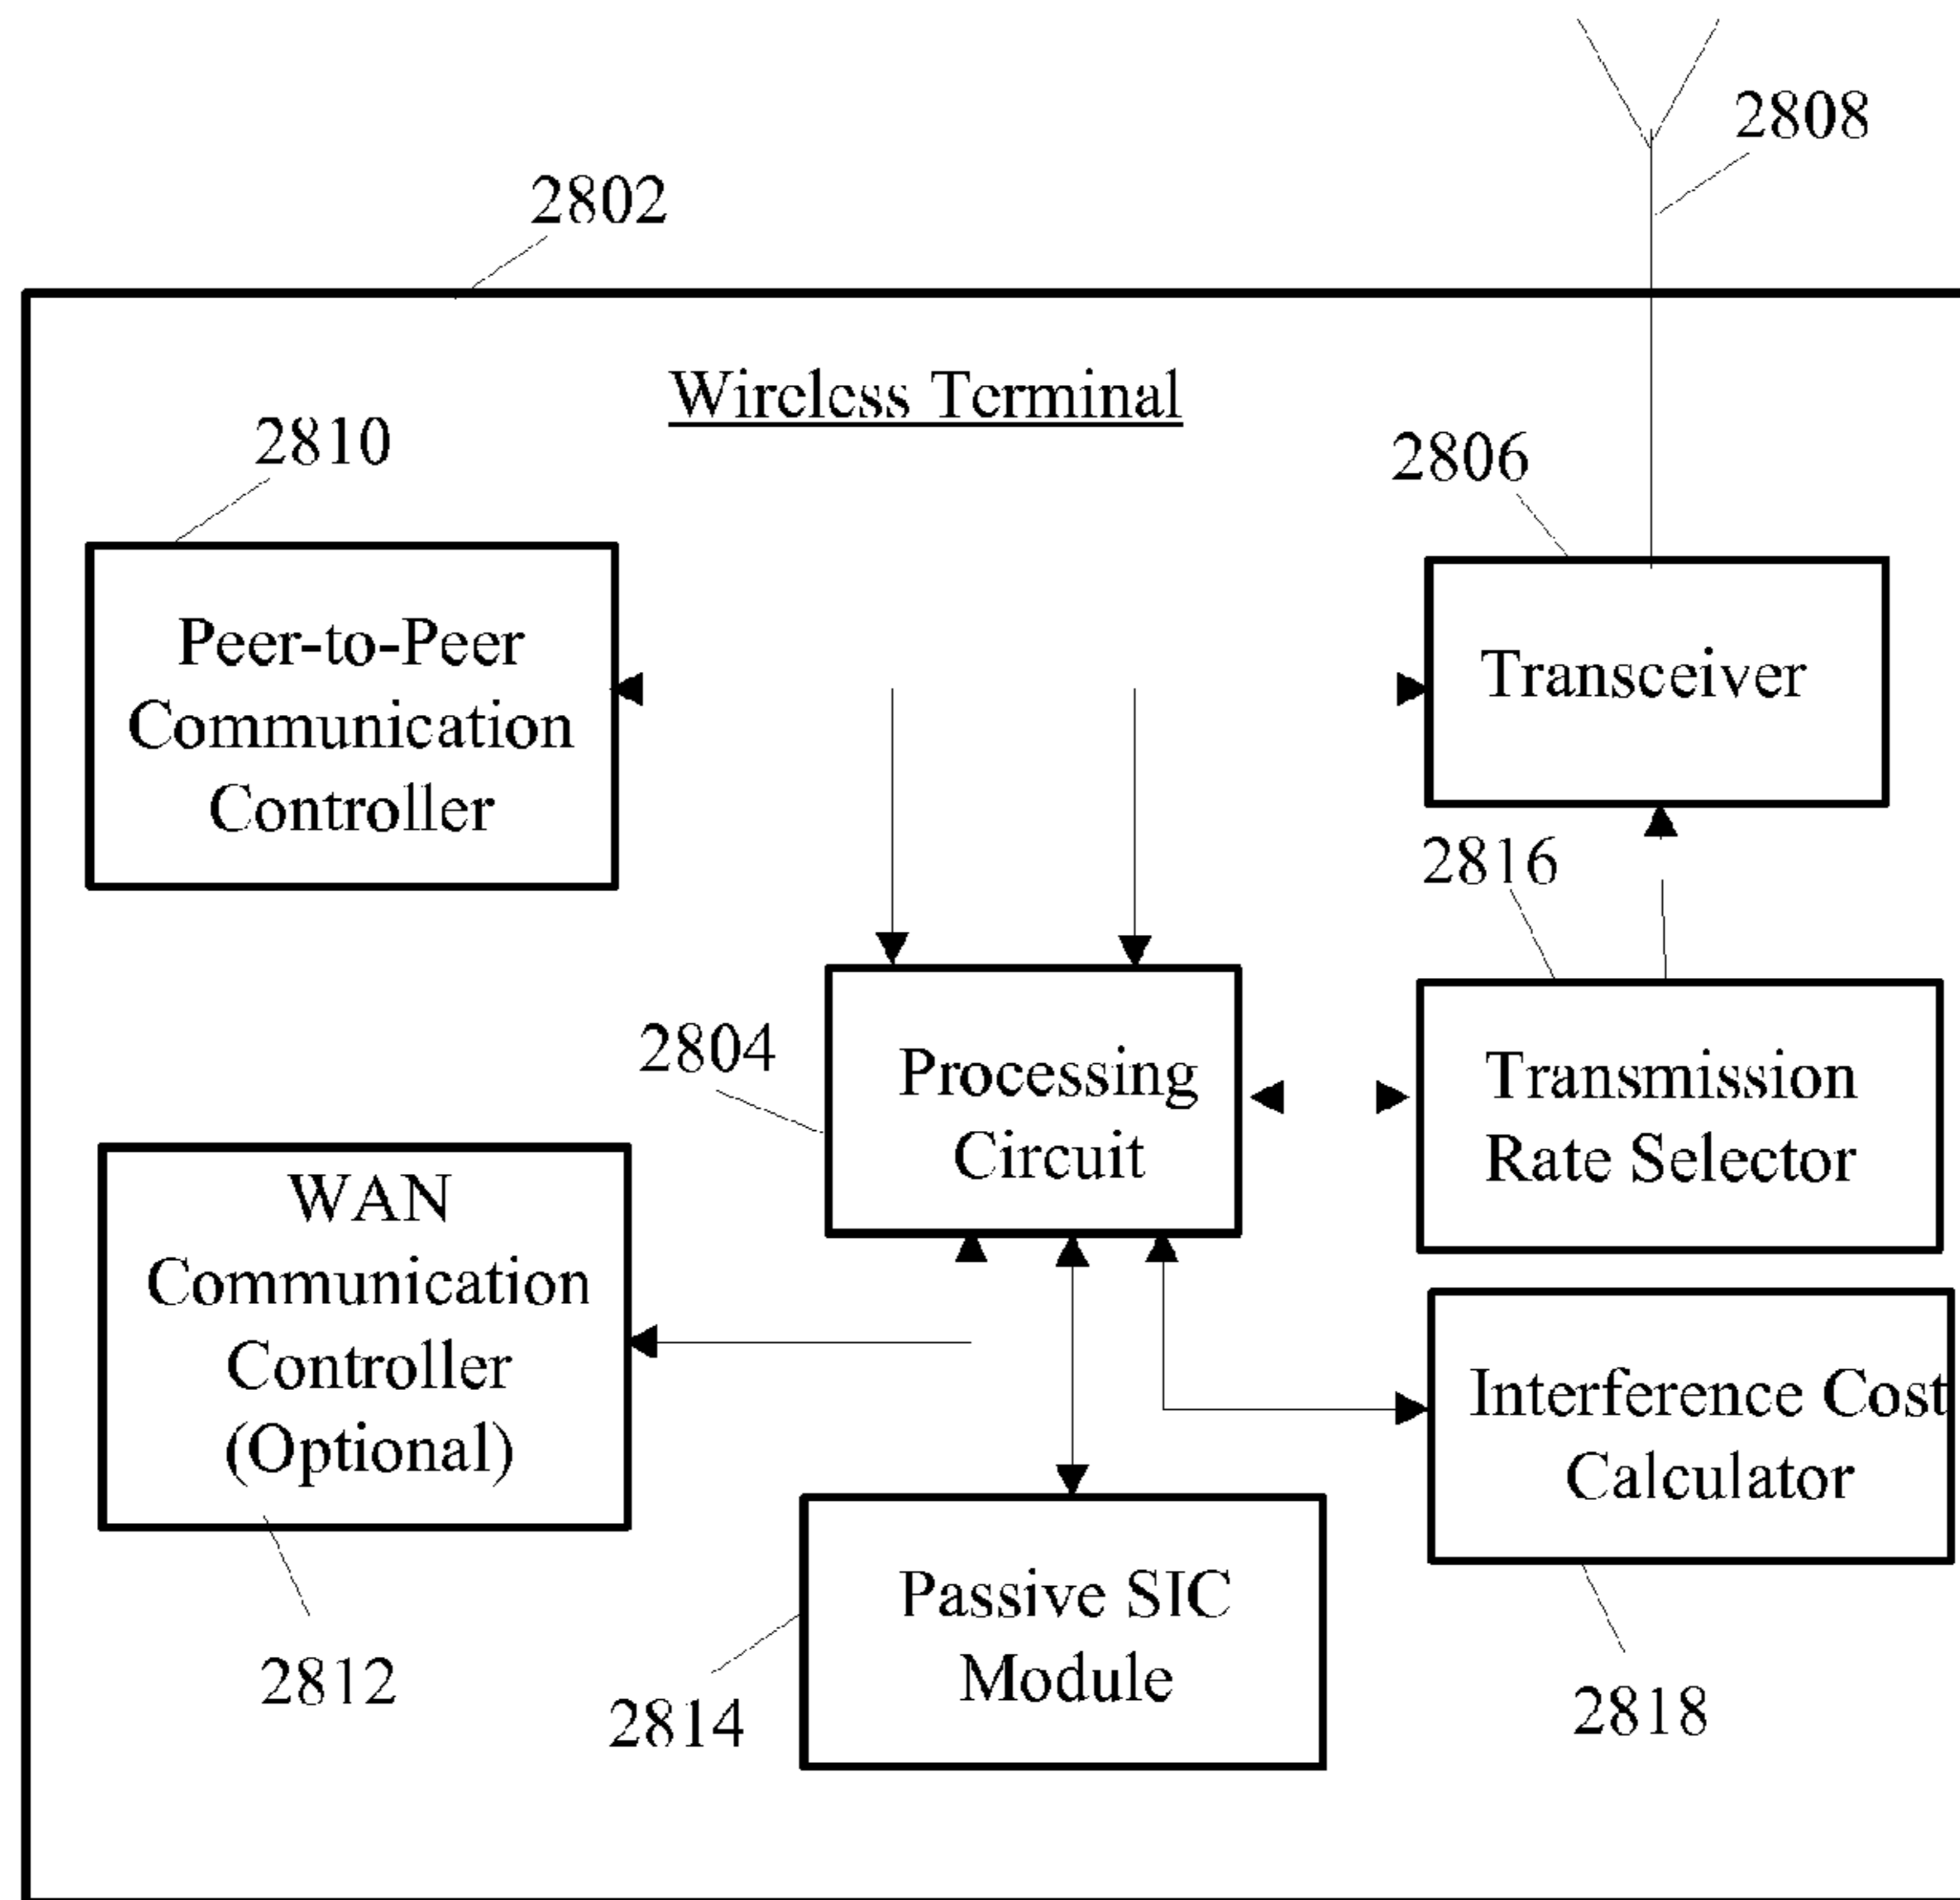 2808
2802
Wireless Terminal
2810
2806
Peer-to-Peer
Communication
Controller
Transceiver
2816
2804
Processing
Circuit
Transmission
Rate Selector
WAN
Communication
Controller
(Optional)
Interference Cost
Calculator
Passive SIC
Module
2812
2814
2818